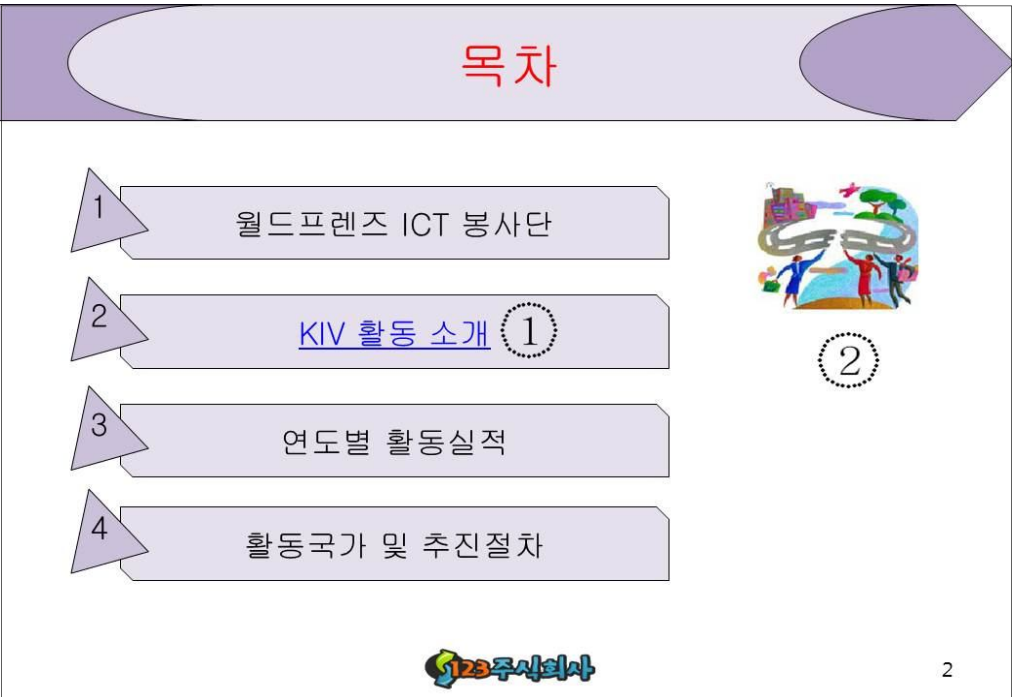 목차
1
월드프렌즈 ICT 봉사단
2
KIV 활동 소개 ①
②
3
연도별 활동실적
4
활동국가 및 추진절차
123주식회사
2